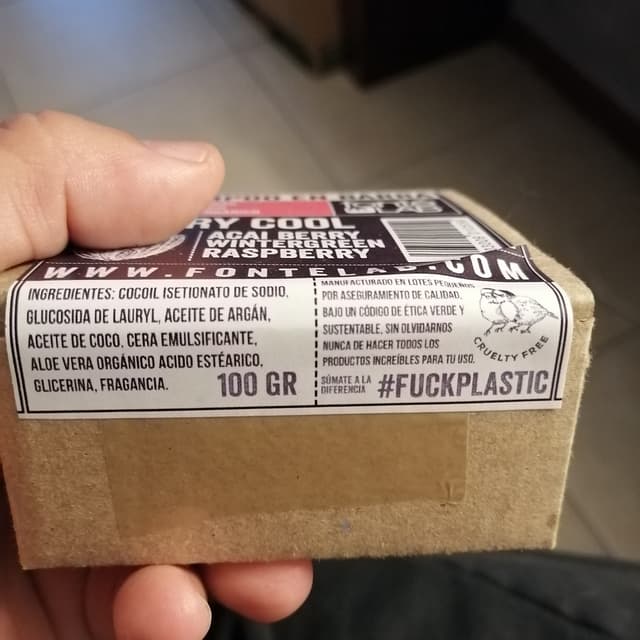 RY COOL
ACAI BERRY
WINTERGREEN
RASPBERRY
WWW.FONTELAB.COM
INGREDIENTES: COCOIL ISETIONATO DE SODIO,
GLUCOSIDA DE LAURYL, ACEITE DE ARGÁN,
ACEITE DE COCO, CERA EMULSIFICANTE,
ALOE VERA ORGÁNICO ACIDO ESTÉARICO,
GLICERINA, FRAGANCIA.
100 GR
MANUFACTURADO EN LOTES PEQUEÑOS
POR ASEGURAMIENTO DE CALIDAD,
BAJO UN CÓDIGO DE ÉTICA VERDE Y
SUSTENTABLE, SIN OLVIDARNOS
NUNCA DE HACER TODOS LOS
PRODUCTOS INCREÍBLES PARA TU USO.
SÚMATE A LA
DIFERENCIA
#FUCKPLASTIC
CRUELTY FREE